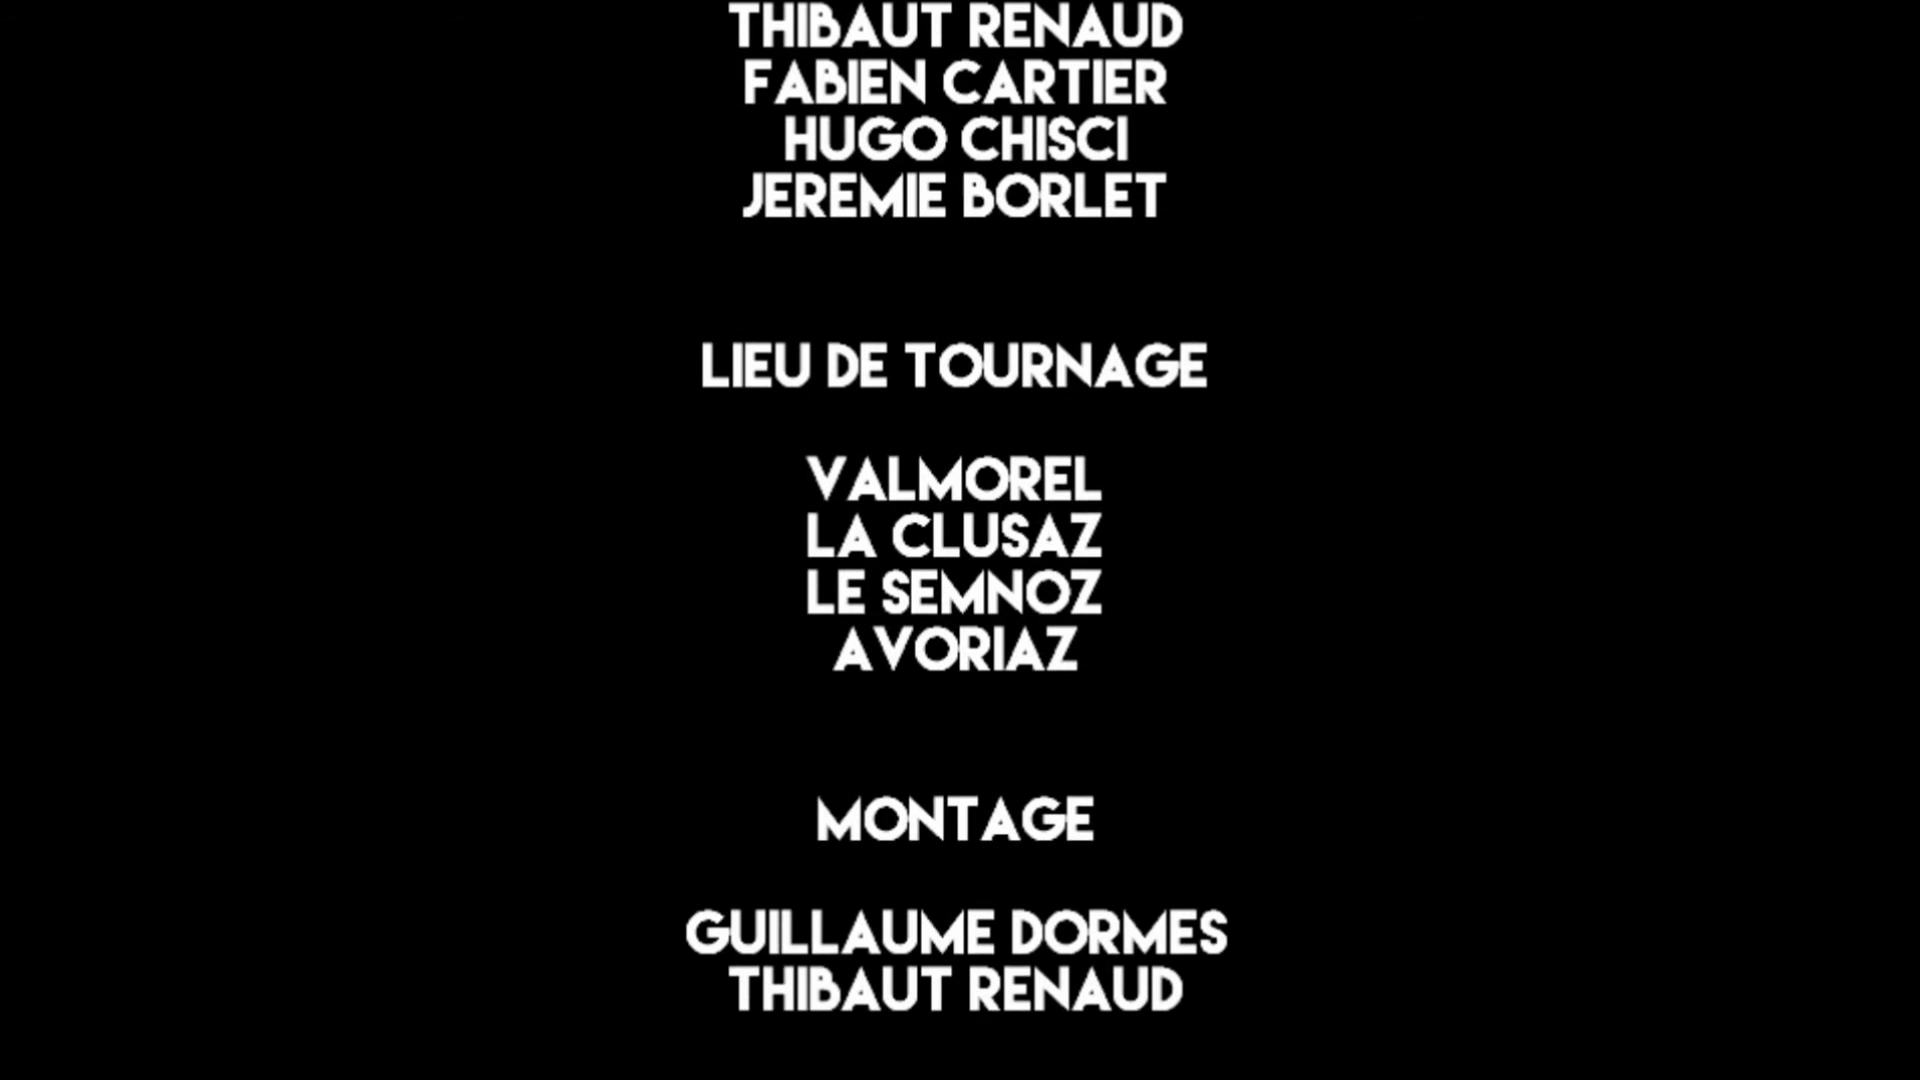 THIBAUT RENAUD
FABIEN CARTIER
HUGO CHISCI
JEREMIE BORLET
LIEU DE TOURNAGE
VALMOREL
LA CLUSAZ
LE SEMNOZ
AVORIAZ
MONTAGE
GUILLAUME DORMES
THIBAUT RENAUD